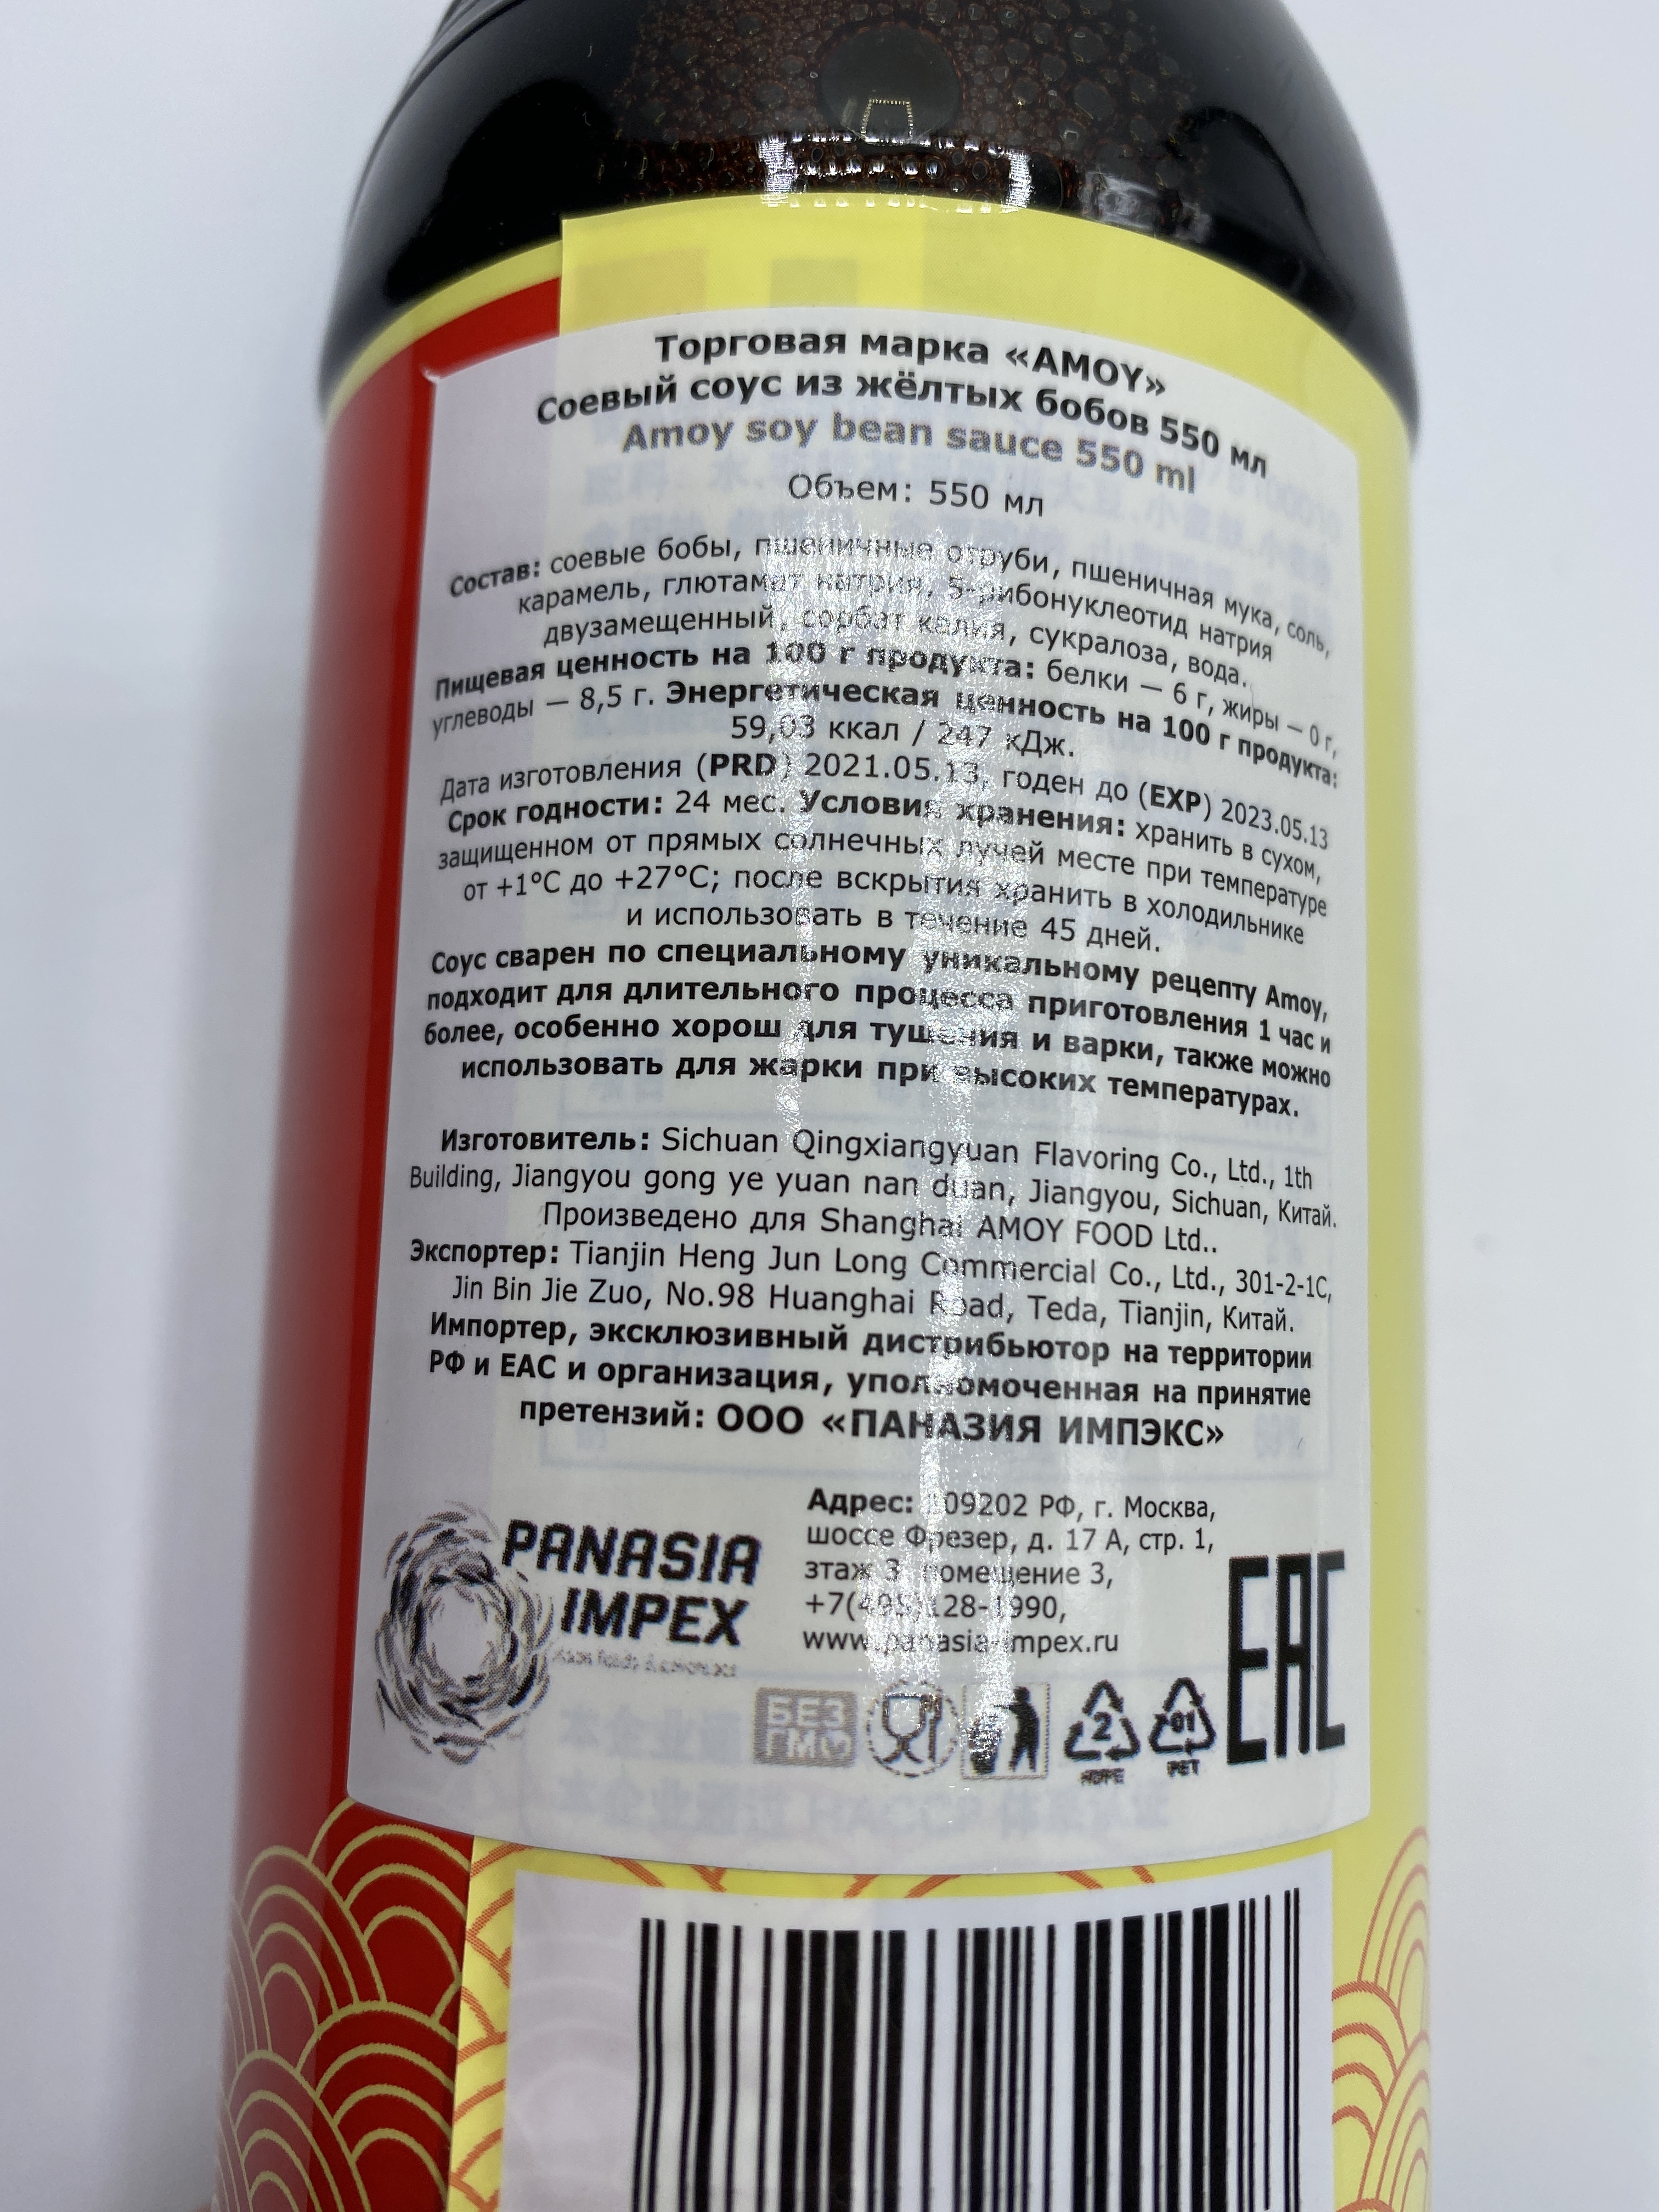 Торговая марка «AMOY»
Соевый соус из жёлтых бобов 550 мл
Amoy soy bean sauce 550 ml
Объем: 550 мл
Состав: соевые бобы, пшеничные отруби, пшеничная мука, соль,
карамель, глютамат натрия, 5-рибонуклеотид натрия
двузамещенный, сорбат калия, сукралоза, вода.
Пищевая ценность на 100 г продукта: белки — 6 г, жиры — 0 г,
углеводы — 8,5 г. Энергетическая ценность на 100 г продукта:
59,03 ккал / 247 кДж.
Дата изготовления (PRD) 2021.05.13, годен до (EXP) 2023.05.13
Срок годности: 24 мес. Условия хранения: хранить в сухом,
защищенном от прямых солнечных лучей месте при температуре
от +1°C до +27°C; после вскрытия хранить в холодильнике
и использовать в течение 45 дней.
Соус сварен по специальному уникальному рецепту Amoy,
подходит для длительного процесса приготовления 1 час и
более, особенно хорош для тушения и варки, также можно
использовать для жарки при высоких температурах.
Изготовитель: Sichuan Qingxiangyuan Flavoring Co., Ltd., 1th
Building, Jiangyou gong ye yuan nan duan, Jiangyou, Sichuan, Китай.
Произведено для Shanghai AMOY FOOD Ltd..
Экспортер: Tianjin Heng Jun Long Commercial Co., Ltd., 301-2-1C,
Jin Bin Jie Zuo, No.98 Huanghai Road, Teda, Tianjin, Китай.
Импортер, эксклюзивный дистрибьютор на территории
РФ и ЕАС и организация, уполномоченная на принятие
претензий: ООО «ПАНАЗИЯ ИМПЭКС»
PANASIA
IMPEX
Адрес: 109202 РФ, г. Москва,
шоссе Фрезер, д. 17 А, стр. 1,
этаж 3, помещение 3,
+7(495)128-1990,
www.panasia-impex.ru
БЕЗ
ГМО
2
HDPE
01
PET
EAC